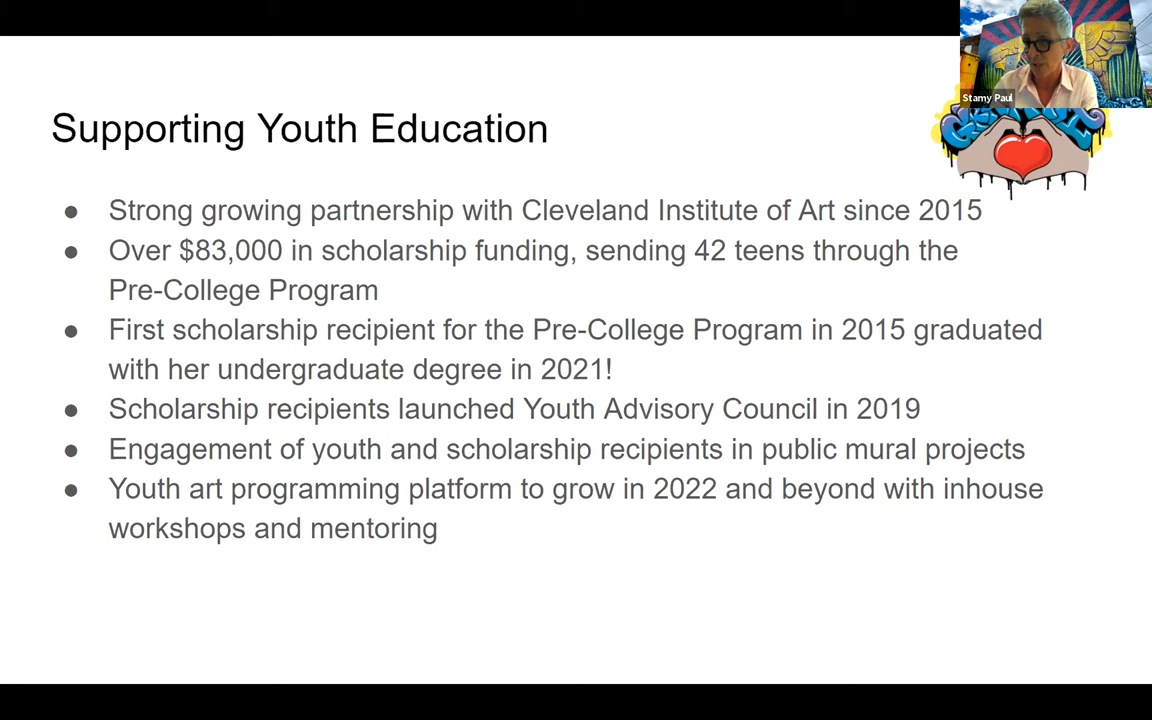 Stamy Paul
Supporting Youth Education
● Strong growing partnership with Cleveland Institute of Art since 2015
● Over $83,000 in scholarship funding, sending 42 teens through the
Pre-College Program
● First scholarship recipient for the Pre-College Program in 2015 graduated
with her undergraduate degree in 2021!
● Scholarship recipients launched Youth Advisory Council in 2019
● Engagement of youth and scholarship recipients in public mural projects
● Youth art programming platform to grow in 2022 and beyond with inhouse
workshops and mentoring